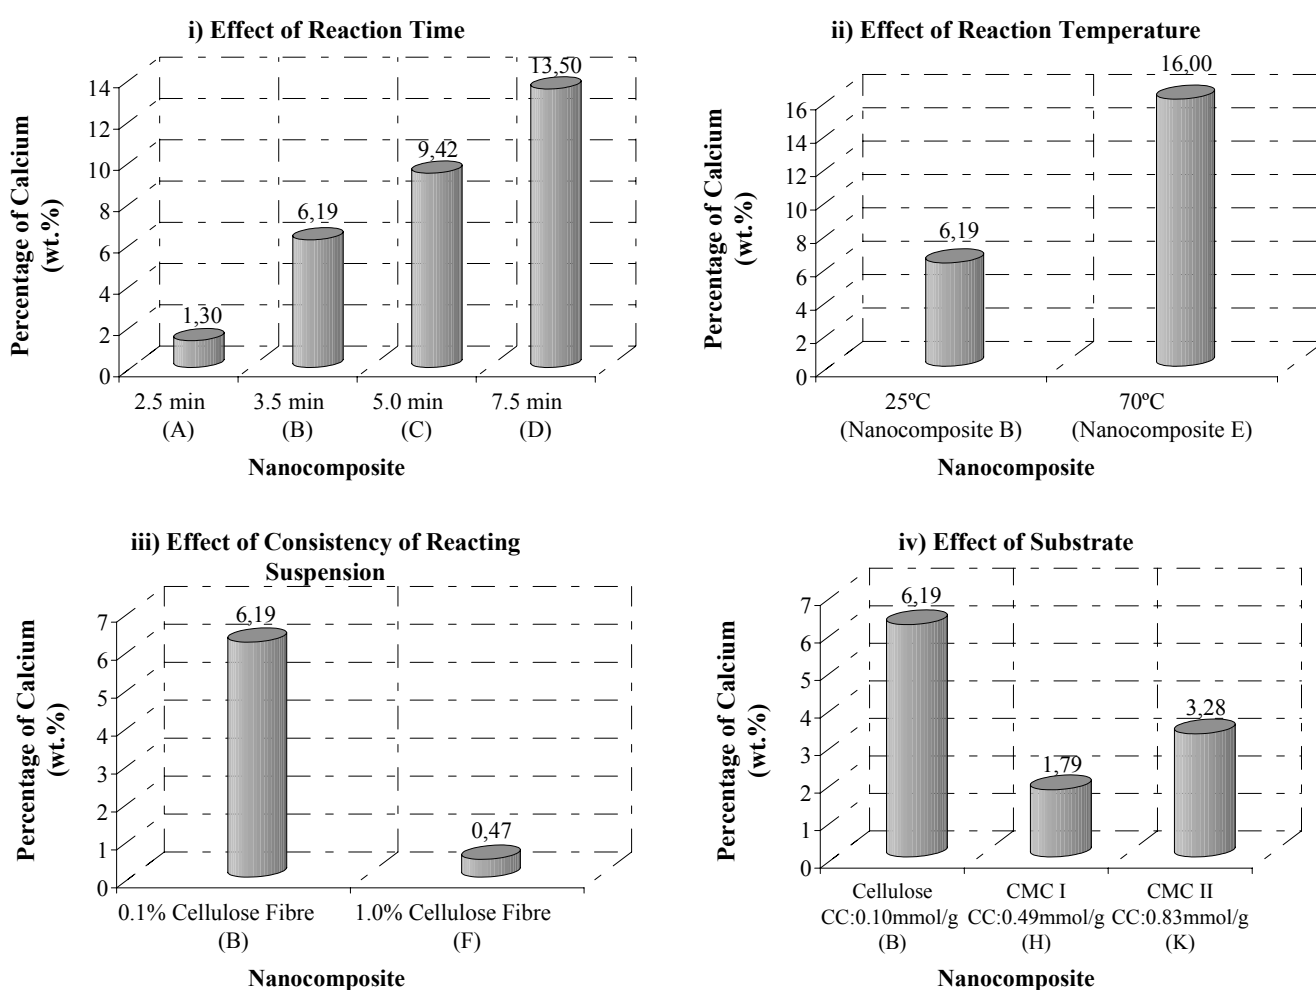 i) Effect of Reaction Time
Percentage of Calcium
(wt.%)
14
12
10
8
6
4
2
0
1,30
6,19
9,42
13,50
2.5 min
(A)
3.5 min
(B)
5.0 min
(C)
7.5 min
(D)
Nanocomposite
ii) Effect of Reaction Temperature
Percentage of Calcium
(wt.%)
16
14
12
10
8
6
4
2
0
6,19
16,00
25ºC
(Nanocomposite B)
70ºC
(Nanocomposite E)
Nanocomposite
iii) Effect of Consistency of Reacting
Suspension
Percentage of Calcium
(wt.%)
7
6
5
4
3
2
1
0
6,19
0,47
0.1% Cellulose Fibre
(B)
1.0% Cellulose Fibre
(F)
Nanocomposite
iv) Effect of Substrate
Percentage of Calcium
(wt.%)
7
6
5
4
3
2
1
0
6,19
1,79
3,28
Cellulose
CC:0.10mmol/g
(B)
CMC I
CC:0.49mmol/g
(H)
CMC II
CC:0.83mmol/g
(K)
Nanocomposite